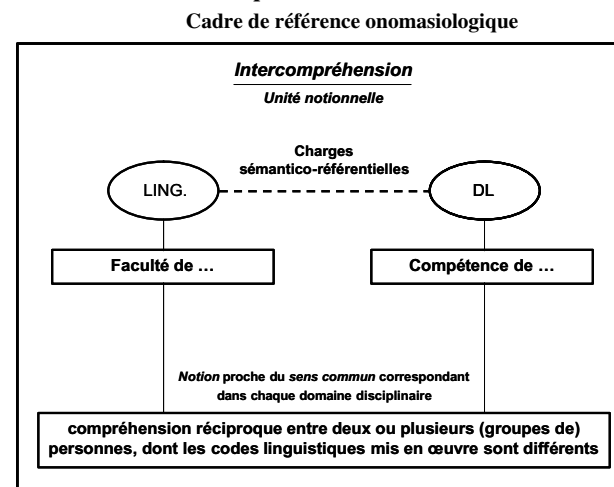 Cadre de référence onomasiologique
Intercompréhension
Unité notionnelle
Charges
sémantico-référentielles
LING.
DL
Faculté de ...
Compétence de ...
Notion proche du sens commun correspondant
dans chaque domaine disciplinaire
compréhension réciproque entre deux ou plusieurs (groupes de)
personnes, dont les codes linguistiques mis en œuvre sont différents